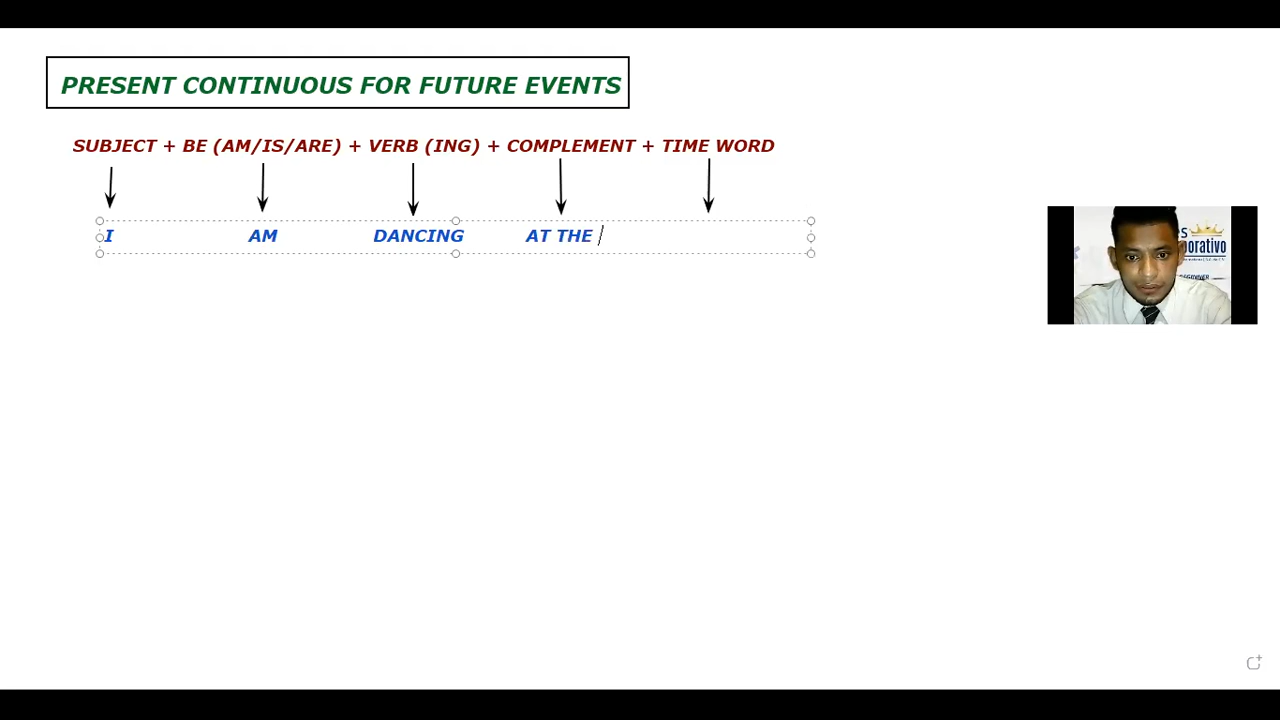 PRESENT CONTINUOUS FOR FUTURE EVENTS
SUBJECT + BE (AM/IS/ARE) + VERB (ING) + COMPLEMENT + TIME WORD
I AM DANCING AT THE